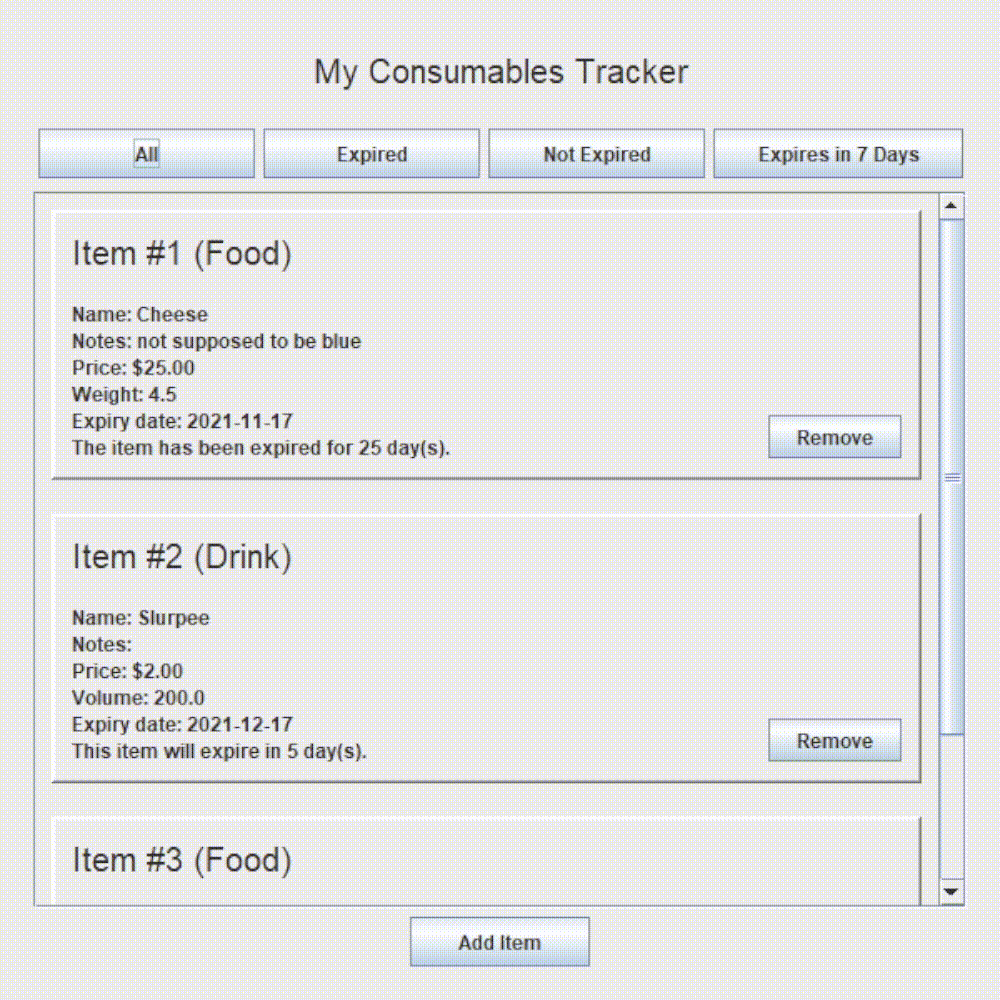 My Consumables Tracker
All
Expired
Not Expired
Expires in 7 Days
Item #1 (Food)
Name: Cheese
Notes: not supposed to be blue
Price: $25.00
Weight: 4.5
Expiry date: 2021-11-17
The item has been expired for 25 day(s).
Remove
Item #2 (Drink)
Name: Slurpee
Notes:
Price: $2.00
Volume: 200.0
Expiry date: 2021-12-17
This item will expire in 5 day(s).
Remove
Item #3 (Food)
Add Item